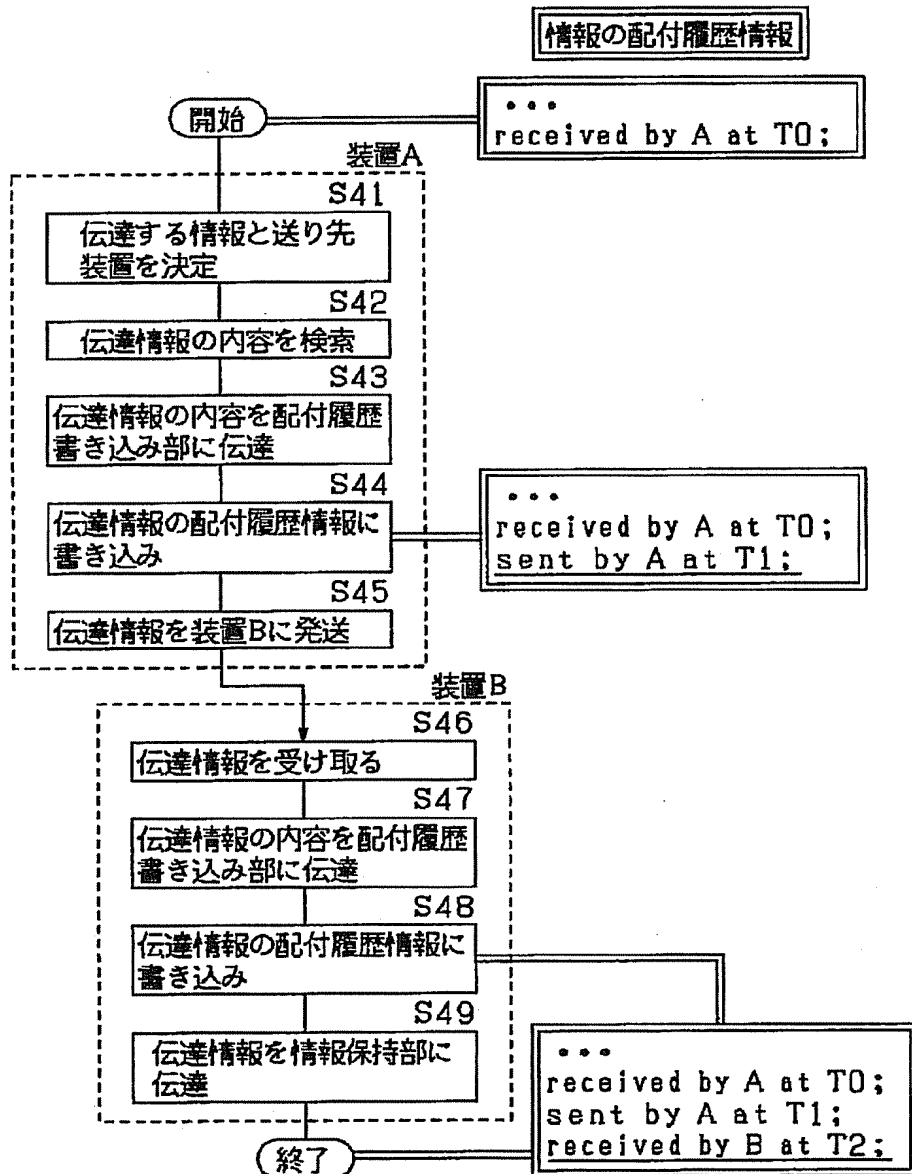 情報の配付履歴情報
開始
•••
received by A at T0;
装置A
S41
伝達する情報と送り先
装置を決定
S42
伝達情報の内容を検索
S43
伝達情報の内容を配付履歴
書き込み部に伝達
S44
伝達情報の配付履歴情報に
書き込み
•••
received by A at T0;
sent by A at T1;
S45
伝達情報を装置Bに発送
装置B
S46
伝達情報を受け取る
S47
伝達情報の内容を配付履歴
書き込み部に伝達
S48
伝達情報の配付履歴情報に
書き込み
S49
伝達情報を情報保持部に
伝達
•••
received by A at T0;
sent by A at T1;
received by B at T2;
終了